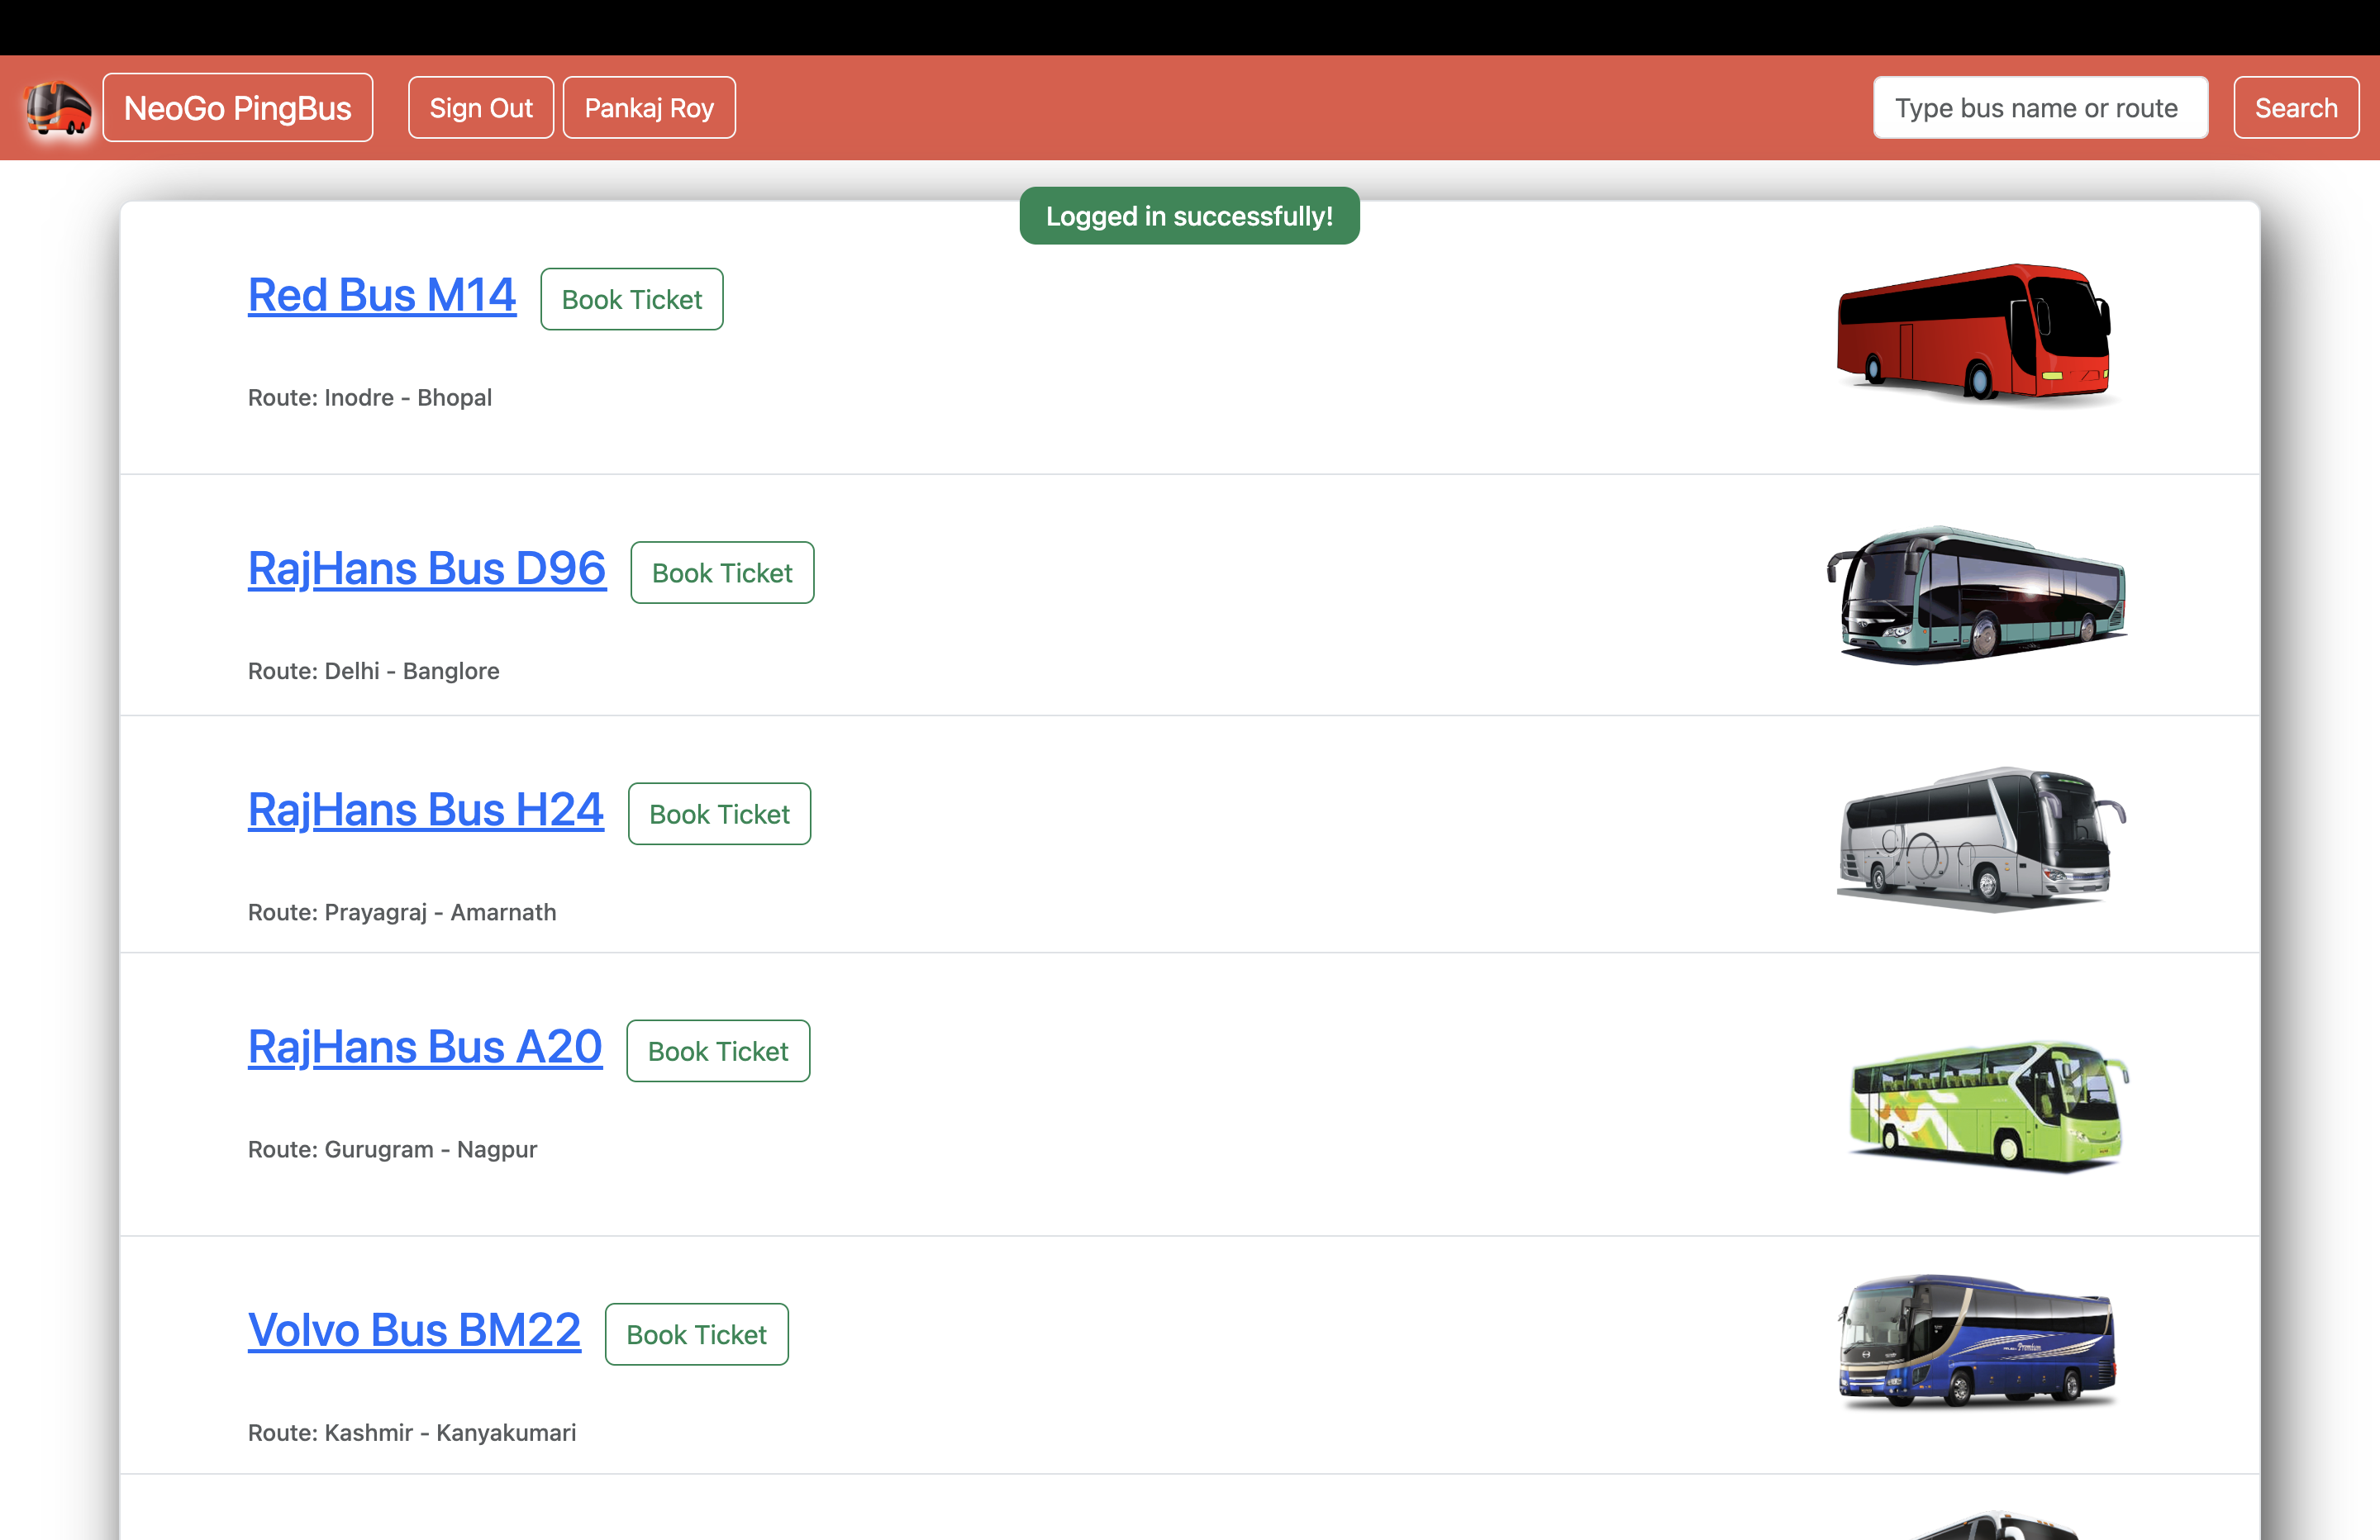 NeoGo PingBus
Sign Out
Pankaj Roy
Type bus name or route
Search
Logged in successfully!
Red Bus M14
Book Ticket
Route: Inodre - Bhopal
RajHans Bus D96
Book Ticket
Route: Delhi - Banglore
RajHans Bus H24
Book Ticket
Route: Prayagraj - Amarnath
RajHans Bus A20
Book Ticket
Route: Gurugram - Nagpur
Volvo Bus BM22
Book Ticket
Premium
Route: Kashmir - Kanyakumari